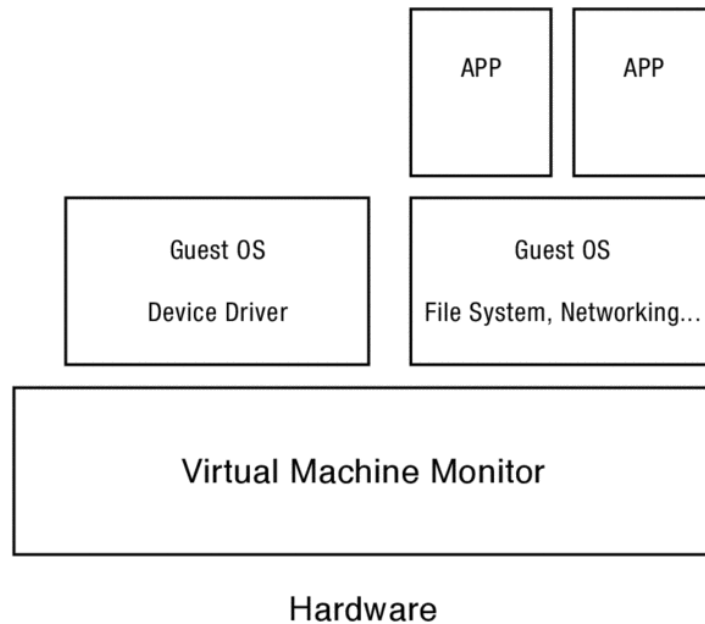 APP
APP
Guest OS
Device Driver
Guest OS
File System, Networking...
Virtual Machine Monitor
Hardware